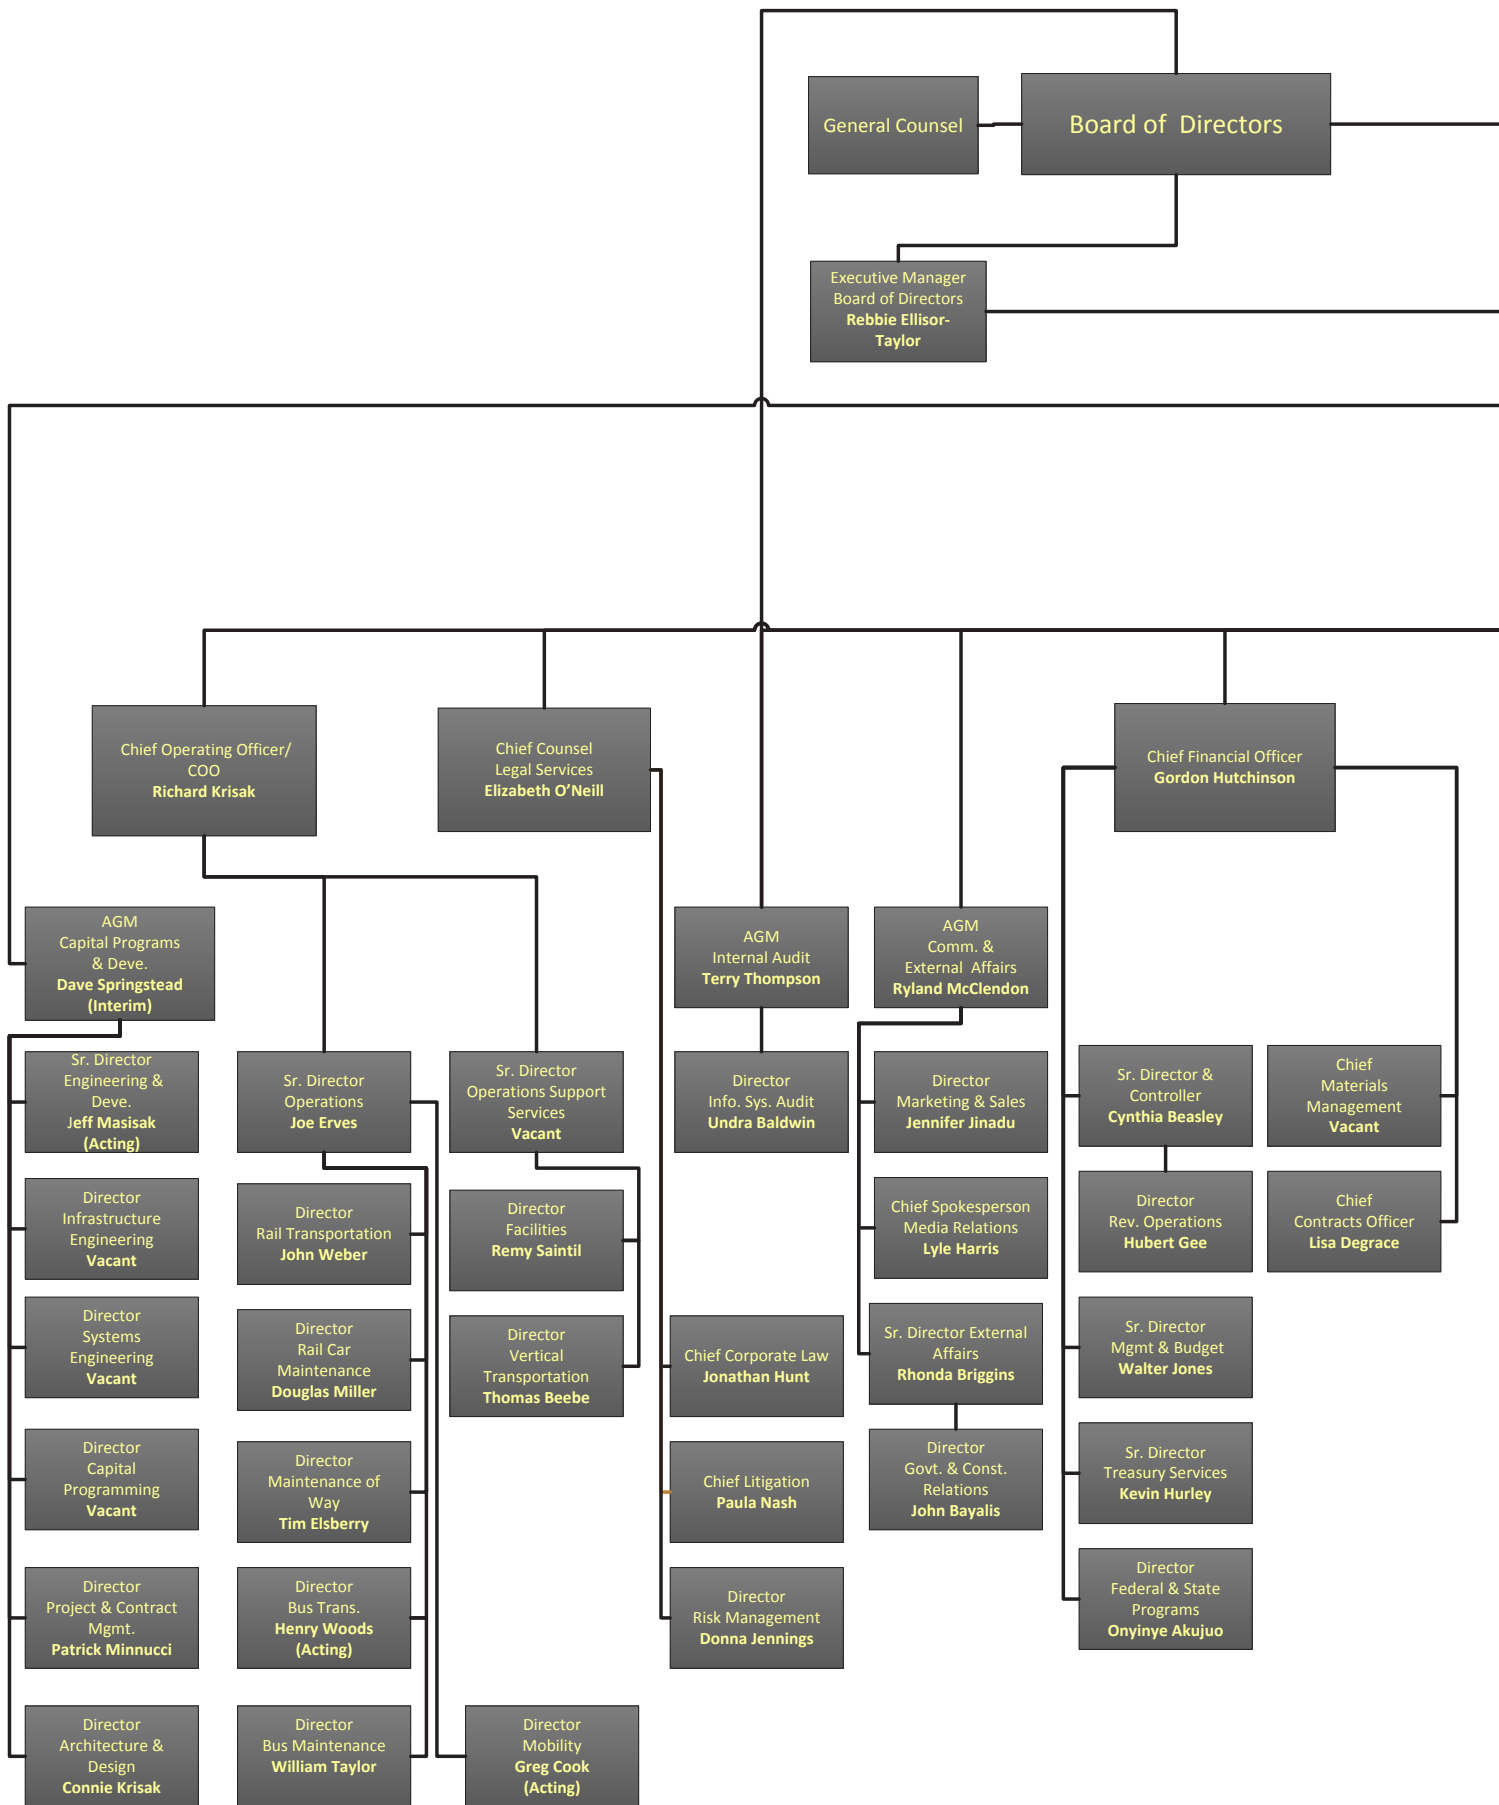 General Counsel
Board of  Directors
Executive Manager
Board of Directors
Rebbie Ellisor-
Taylor
Chief Operating Officer/
COO
Richard Krisak
Chief Counsel
Legal Services
Elizabeth O’Neill
Chief Financial Officer
Gordon Hutchinson
AGM
Capital Programs
& Deve.
Dave Springstead
(Interim)
AGM
Internal Audit
Terry Thompson
AGM
Comm. &
External  Affairs
Ryland McClendon
Sr. Director
Engineering &
Deve.
Jeff Masisak
(Acting)
Sr. Director
Operations
Joe Erves
Sr. Director
Operations Support
Services
Vacant
Director
Info. Sys. Audit
Undra Baldwin
Director
Marketing & Sales
Jennifer Jinadu
Sr. Director &
Controller
Cynthia Beasley
Chief
Materials
Management
Vacant
Director
Infrastructure
Engineering
Vacant
Director
Rail Transportation
John Weber
Director
Facilities
Remy Saintil
Chief Spokesperson
Media Relations
Lyle Harris
Director
Rev. Operations
Hubert Gee
Chief
Contracts Officer
Lisa Degrace
Director
Systems
Engineering
Vacant
Director
Rail Car
Maintenance
Douglas Miller
Director
Vertical
Transportation
Thomas Beebe
Chief Corporate Law
Jonathan Hunt
Sr. Director External
Affairs
Rhonda Briggins
Sr. Director
Mgmt & Budget
Walter Jones
Director
Capital
Programming
Vacant
Director
Maintenance of
Way
Tim Elsberry
Chief Litigation
Paula Nash
Director
Govt. & Const.
Relations
John Bayalis
Sr. Director
Treasury Services
Kevin Hurley
Director
Project & Contract
Mgmt.
Patrick Minnucci
Director
Bus Trans.
Henry Woods
(Acting)
Director
Risk Management
Donna Jennings
Director
Federal & State
Programs
Onyinye Akujuo
Director
Architecture &
Design
Connie Krisak
Director
Bus Maintenance
William Taylor
Director
Mobility
Greg Cook
(Acting)